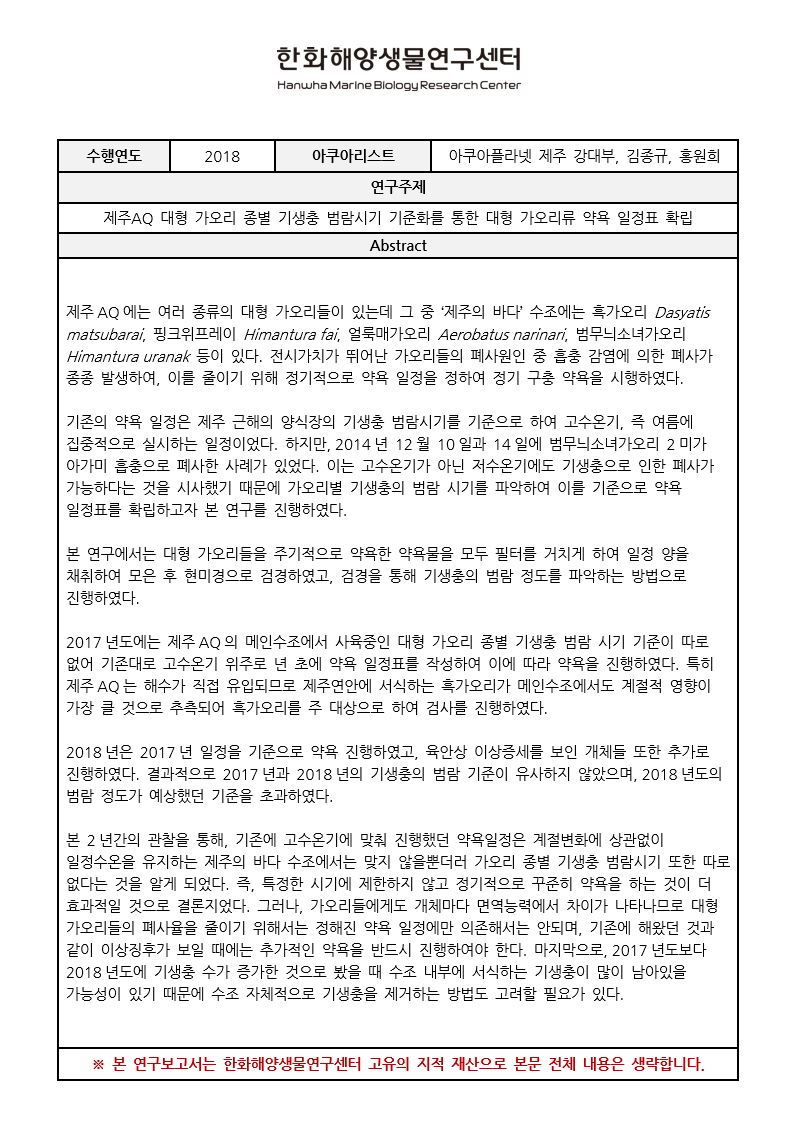 한화해양생물연구센터
Hanwha Marine Biology Research Center
수행연도 2018 아쿠아리스트 아쿠아플라넷 제주 강대부, 김종규, 홍원희
연구주제
제주AQ 대형 가오리 종별 기생충 범람시기 기준화를 통한 대형 가오리류 약욕 일정표 확립
Abstract
제주 AQ에는 여러 종류의 대형 가오리들이 있는데 그 중 ‘제주의 바다’ 수조에는 흑가오리 Dasyatis
matsubarai, 핑크위프레이 Himantura fai, 얼룩매가오리 Aerobatus narinari, 범무늬소녀가오리
Himantura uranak 등이 있다. 전시가치가 뛰어난 가오리들의 폐사원인 중 흡충 감염에 의한 폐사가
종종 발생하여, 이를 줄이기 위해 정기적으로 약욕 일정을 정하여 정기 구충 약욕을 시행하였다.
기존의 약욕 일정은 제주 근해의 양식장의 기생충 범람시기를 기준으로 하여 고수온기, 즉 여름에
집중적으로 실시하는 일정이었다. 하지만, 2014년 12월 10일과 14일에 범무늬소녀가오리 2미가
아가미 흡충으로 폐사한 사례가 있었다. 이는 고수온기가 아닌 저수온기에도 기생충으로 인한 폐사가
가능하다는 것을 시사했기 때문에 가오리별 기생충의 범람 시기를 파악하여 이를 기준으로 약욕
일정표를 확립하고자 본 연구를 진행하였다.
본 연구에서는 대형 가오리들을 주기적으로 약욕한 약욕물을 모두 필터를 거치게 하여 일정 양을
채취하여 모은 후 현미경으로 검경하였고, 검경을 통해 기생충의 범람 정도를 파악하는 방법으로
진행하였다.
2017년도에는 제주 AQ의 메인수조에서 사육중인 대형 가오리 종별 기생충 범람 시기 기준이 따로
없어 기존대로 고수온기 위주로 년 초에 약욕 일정표를 작성하여 이에 따라 약욕을 진행하였다. 특히
제주 AQ는 해수가 직접 유입되므로 제주연안에 서식하는 흑가오리가 메인수조에서도 계절적 영향이
가장 클 것으로 추측되어 흑가오리를 주 대상으로 하여 검사를 진행하였다.
2018년은 2017년 일정을 기준으로 약욕 진행하였고, 육안상 이상증세를 보인 개체들 또한 추가로
진행하였다. 결과적으로 2017년과 2018년의 기생충의 범람 기준이 유사하지 않았으며, 2018년도의
범람 정도가 예상했던 기준을 초과하였다.
본 2년간의 관찰을 통해, 기존에 고수온기에 맞춰 진행했던 약욕일정은 계절변화에 상관없이
일정수온을 유지하는 제주의 바다 수조에서는 맞지 않을뿐더러 가오리 종별 기생충 범람시기 또한 따로
없다는 것을 알게 되었다. 즉, 특정한 시기에 제한하지 않고 정기적으로 꾸준히 약욕을 하는 것이 더
효과적일 것으로 결론지었다. 그러나, 가오리들에게도 개체마다 면역능력에서 차이가 나타나므로 대형
가오리들의 폐사율을 줄이기 위해서는 정해진 약욕 일정에만 의존해서는 안되며, 기존에 해왔던 것과
같이 이상징후가 보일 때에는 추가적인 약욕을 반드시 진행하여야 한다. 마지막으로, 2017년도보다
2018년도에 기생충 수가 증가한 것으로 봤을 때 수조 내부에 서식하는 기생충이 많이 남아있을
가능성이 있기 때문에 수조 자체적으로 기생충을 제거하는 방법도 고려할 필요가 있다.
※ 본 연구보고서는 한화해양생물연구센터 고유의 지적 재산으로 본문 전체 내용은 생략합니다.